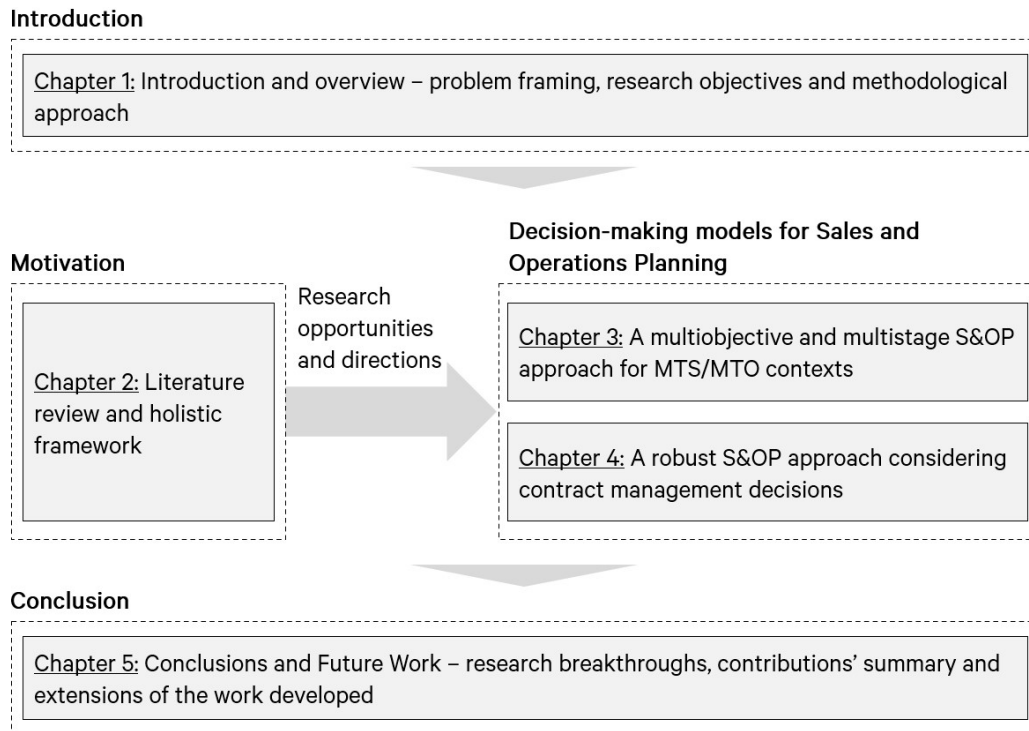 Introduction
Chapter 1: Introduction and overview – problem framing, research objectives and methodological
approach
Motivation
Chapter 2: Literature
review and holistic
framework
Research
opportunities
and directions
Decision-making models for Sales and
Operations Planning
Chapter 3: A multiobjective and multistage S&OP
approach for MTS/MTO contexts
Chapter 4: A robust S&OP approach considering
contract management decisions
Conclusion
Chapter 5: Conclusions and Future Work – research breakthroughs, contributions’ summary and
extensions of the work developed